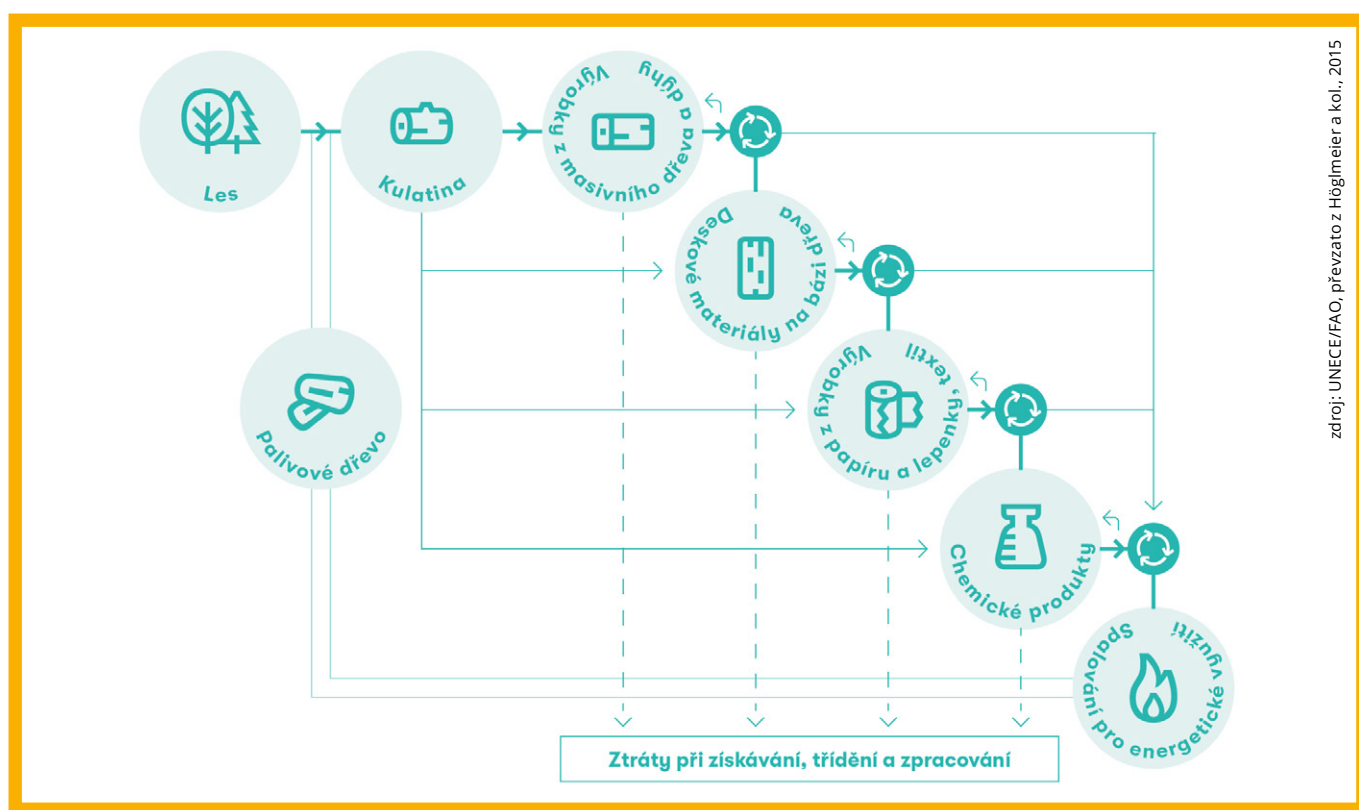 Les
Kulatina
Výrobky z masivního dřeva a dýhy
Deskové materiály na bázi dřeva
Palivové dřevo
Výrobky z papíru a lepenky, textil
Chemické produkty
Spalování pro energetické využití
Ztráty při získávání, třídění a zpracování
zdroj: UNECE/FAO, převzato z Höglmeier a kol., 2015